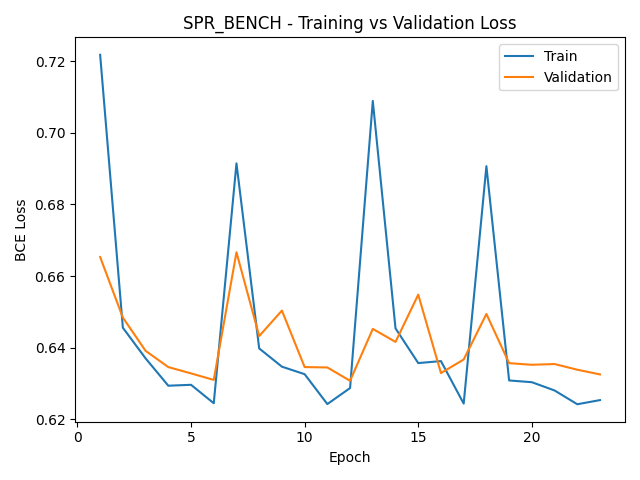 SPR_BENCH - Training vs Validation Loss
Train
Validation
BCE Loss
0.72
0.70
0.68
0.66
0.64
0.62
0
5
10
15
20
Epoch